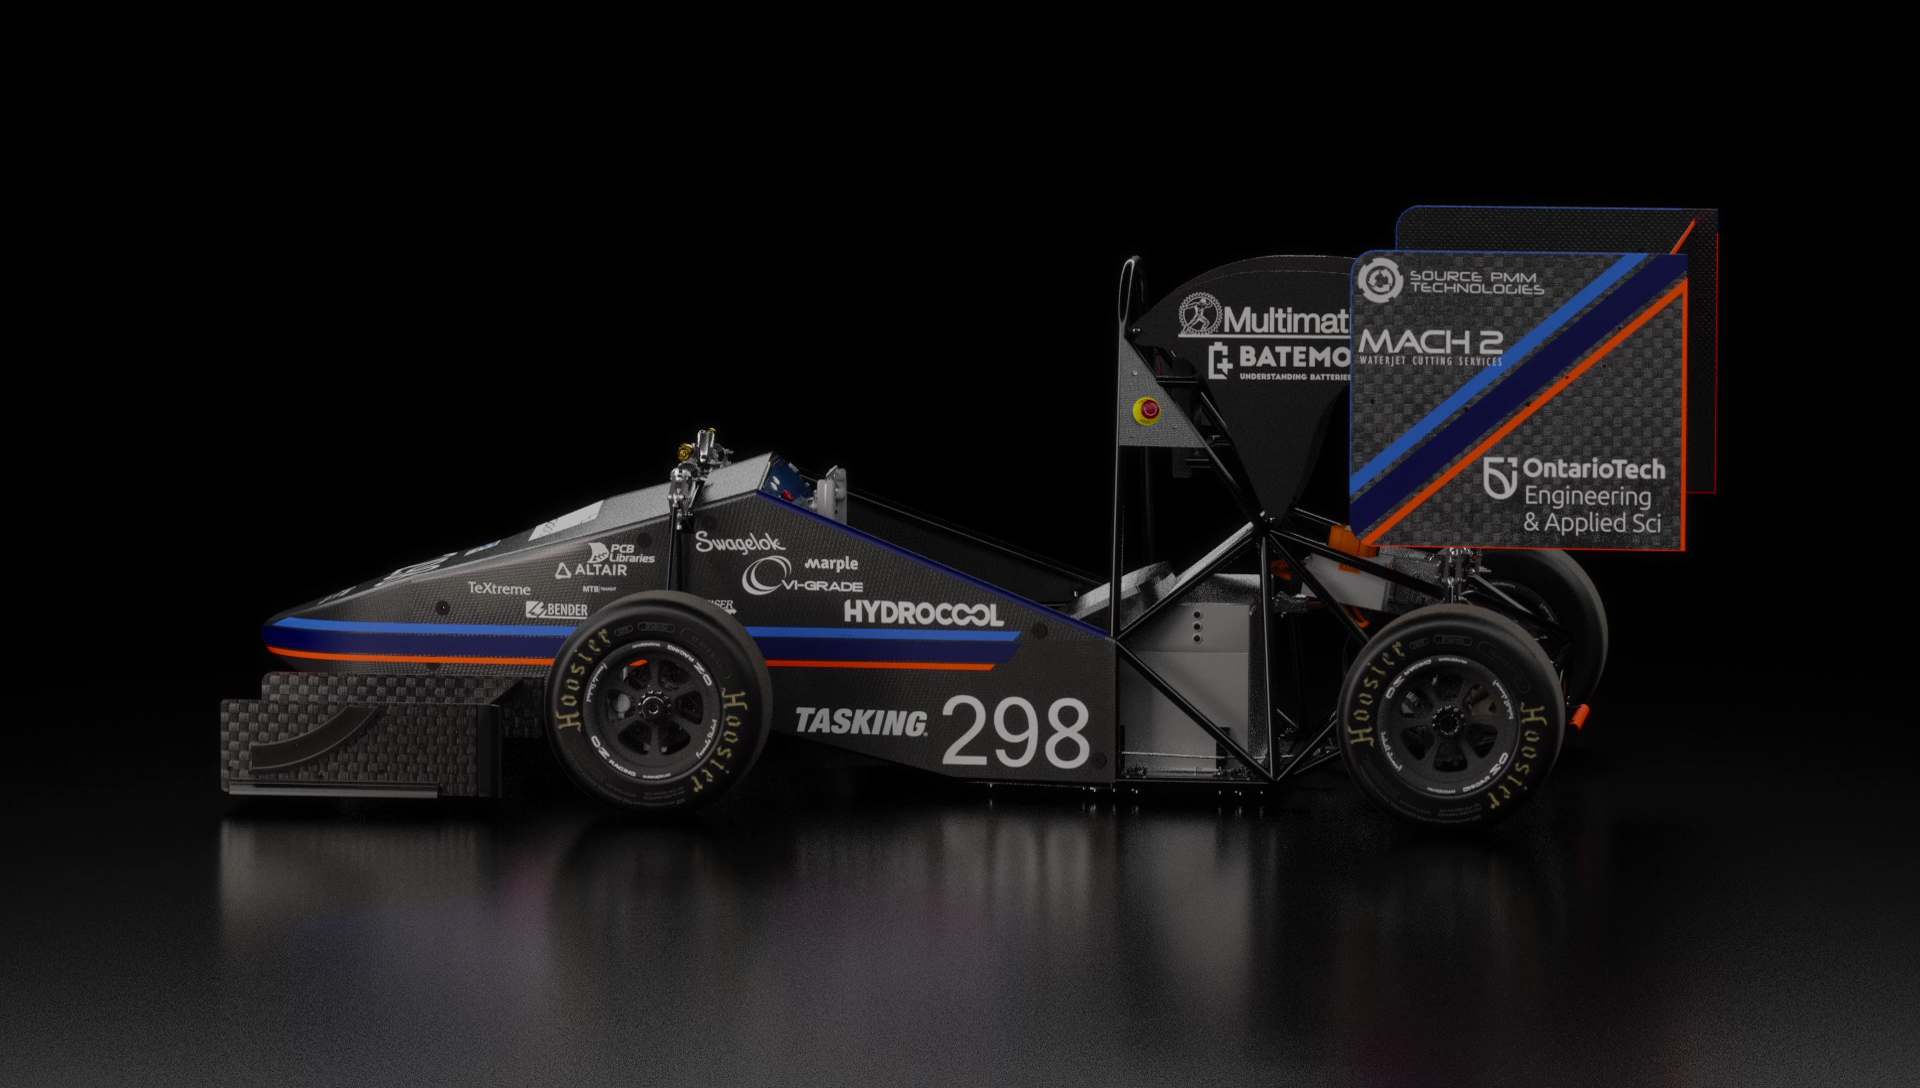 SOURCE PMM
TECHNOLOGIES
Multimat
MACH 2
WATERJET CUTTING SERVICES
BATEMO
UNDERSTANDING BATTERIES
OntarioTech
Engineering
& Applied Sci
Swagelok
PCB
Libraries
marple
ALTAIR
VI-GRADE
TeXtreme
MTB
BENDER
HYDROCOOL
TASKING
298
Hoosier
Hoosier
Hoosier
Hoosier